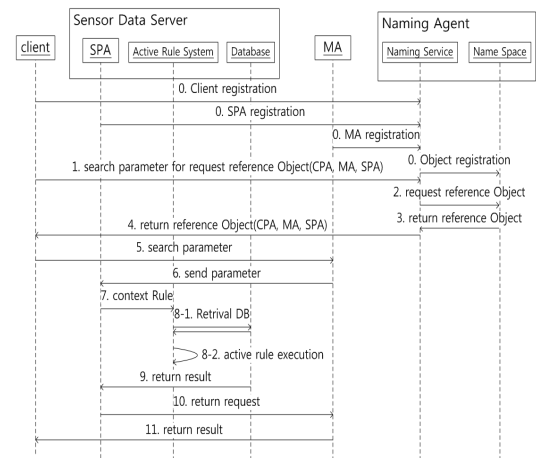 Sensor Data Server
Naming Agent
client
SPA
Active Rule System
Database
MA
Naming Service
Name Space
0. Client registration
0. SPA registration
0. MA registration
0. Object registration
1. search parameter for request reference Object(CPA, MA, SPA)
2. request reference Object
3. return reference Object
4. return reference Object(CPA, MA, SPA)
5. search parameter
6. send parameter
7. context Rule
8-1. Retrival DB
8-2. active rule execution
9. return result
10. return request
11. return result